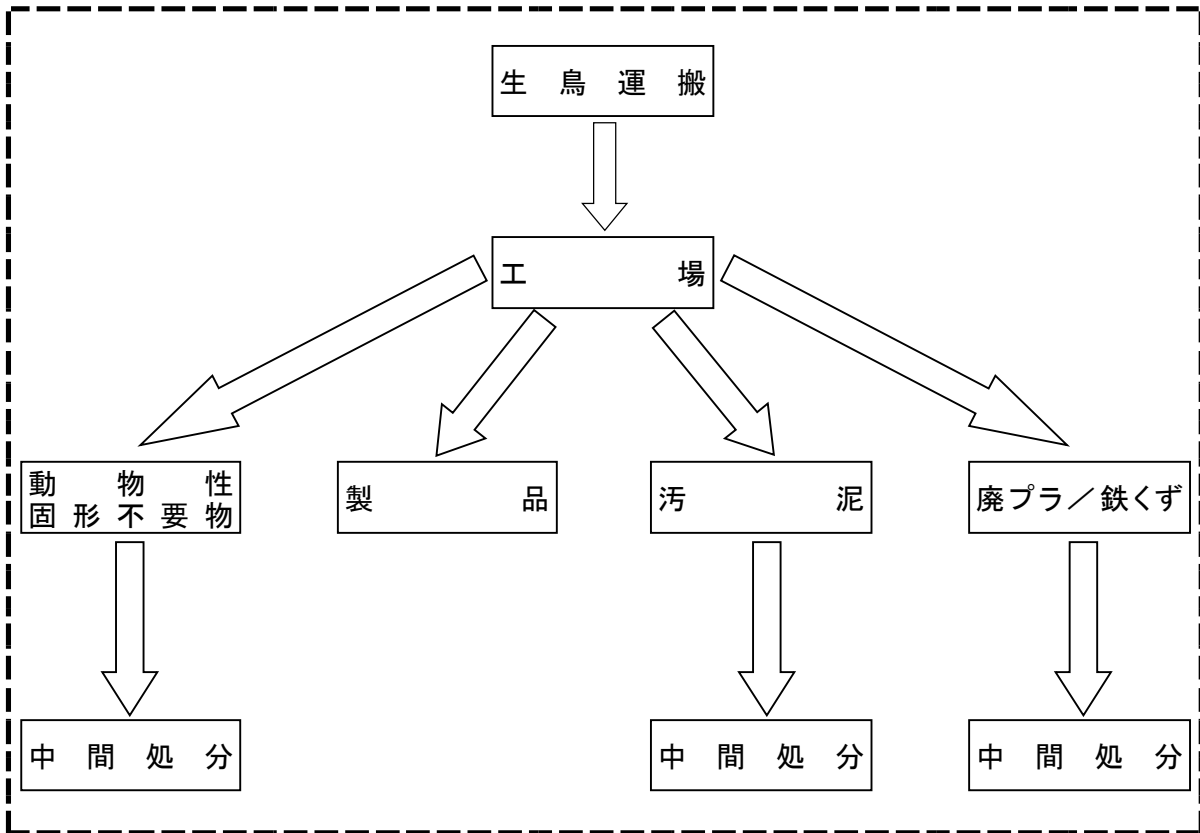 生鳥運搬
工場
動物性
固形不要物
製品
汚泥
廃プラ／鉄くず
中間処分
中間処分
中間処分